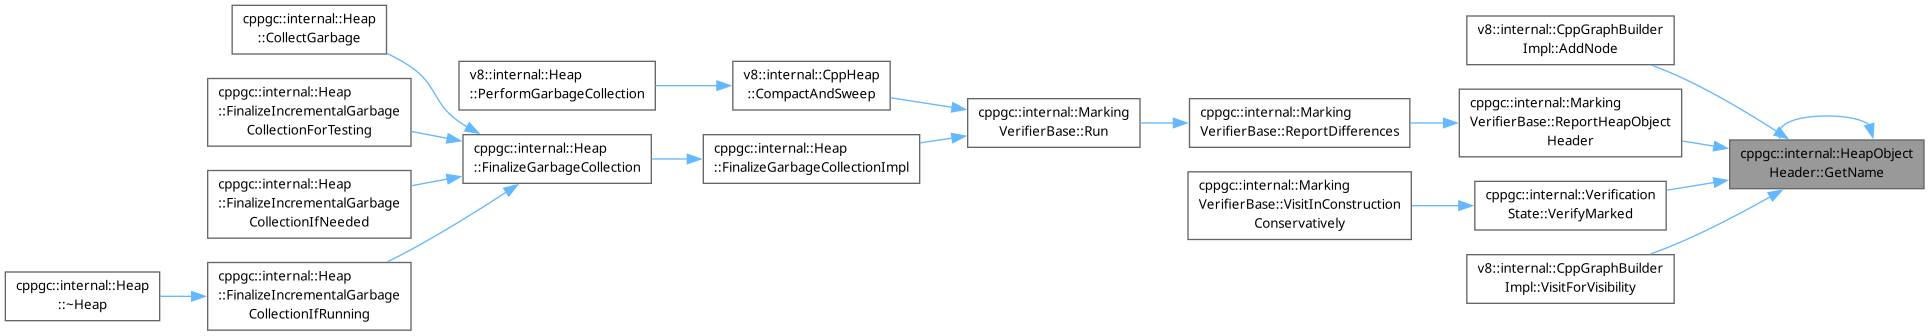 cppgc::internal::Heap
::CollectGarbage
cppgc::internal::Heap
::FinalizeIncrementalGarbage
CollectionForTesting
cppgc::internal::Heap
::FinalizeIncrementalGarbage
CollectionIfNeeded
cppgc::internal::Heap
::FinalizeIncrementalGarbage
CollectionIfRunning
cppgc::internal::Heap
::~Heap
v8::internal::Heap
::PerformGarbageCollection
cppgc::internal::Heap
::FinalizeGarbageCollection
v8::internal::CppHeap
::CompactAndSweep
cppgc::internal::Heap
::FinalizeGarbageCollectionImpl
cppgc::internal::Marking
VerifierBase::Run
cppgc::internal::Marking
VerifierBase::ReportDifferences
cppgc::internal::Marking
VerifierBase::VisitInConstruction
Conservatively
v8::internal::CppGraphBuilder
Impl::AddNode
cppgc::internal::Marking
VerifierBase::ReportHeapObject
Header
cppgc::internal::Verification
State::VerifyMarked
v8::internal::CppGraphBuilder
Impl::VisitForVisibility
cppgc::internal::HeapObject
Header::GetName